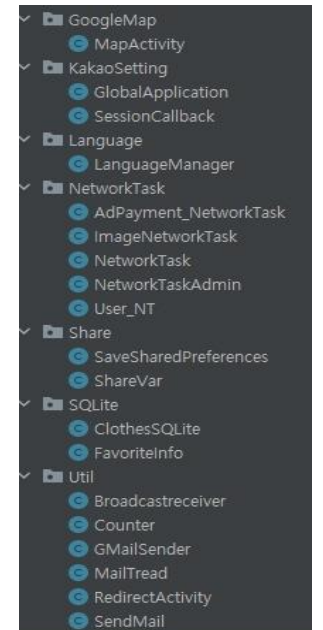 GoogleMap
MapActivity
KakaoSetting
GlobalApplication
SessionCallback
Language
LanguageManager
NetworkTask
AdPayment_NetworkTask
ImageNetworkTask
NetworkTask
NetworkTaskAdmin
User_NT
Share
SaveSharedPreferences
ShareVar
SQLite
ClothesSQLite
FavoriteInfo
Util
Broadcastreceiver
Counter
GMailSender
MailTread
RedirectActivity
SendMail